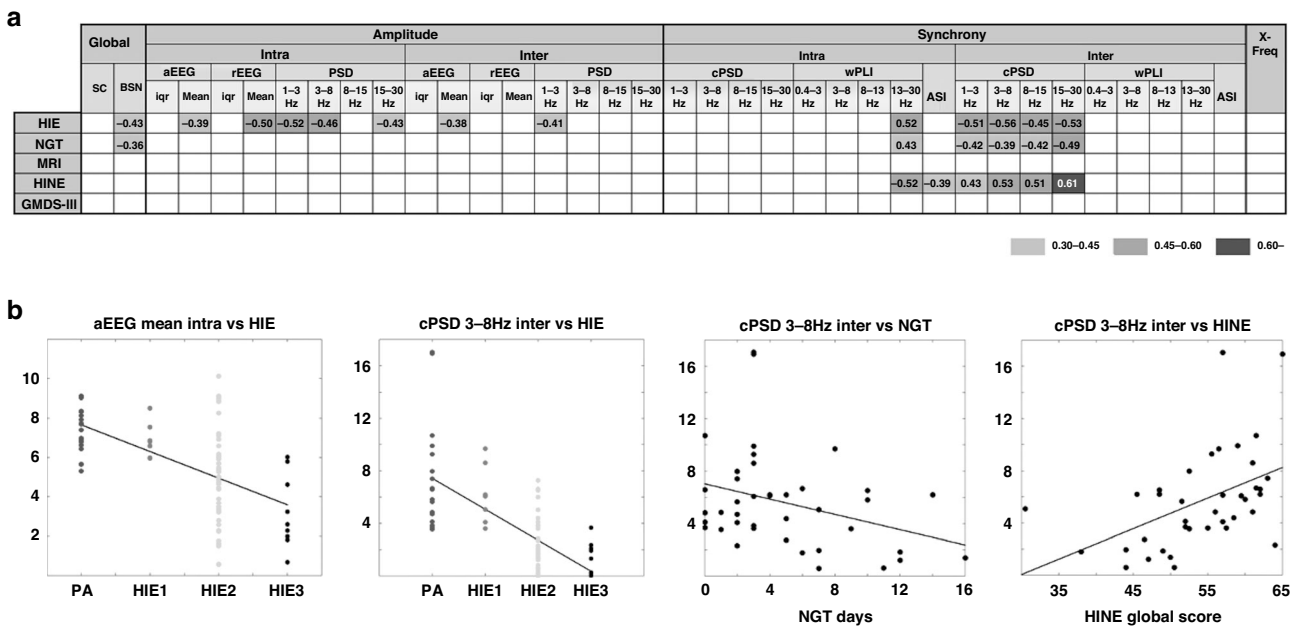 a
Global Amplitude Synchrony X-Freq
Intra Inter Intra Inter
aEEG rEEG PSD aEEG rEEG PSD cPSD wPLI cPSD wPLI
SC BSN iqr Mean iqr Mean 1–3 Hz 3–8 Hz 8–15 Hz 15–30 Hz iqr Mean iqr Mean 1–3 Hz 3–8 Hz 8–15 Hz 15–30 Hz 1–3 Hz 3–8 Hz 8–15 Hz 15–30 Hz 0.4–3 Hz 3–8 Hz 8–13 Hz 13–30 Hz ASI 1–3 Hz 3–8 Hz 8–15 Hz 15–30 Hz 0.4–3 Hz 3–8 Hz 8–13 Hz 13–30 Hz ASI
HIE −0.43 −0.39 −0.50 −0.52 −0.46 −0.43 −0.38 −0.41 0.52 −0.51 −0.56 −0.45 −0.53
NGT −0.36 0.43 −0.42 −0.39 −0.42 −0.49
MRI
HINE −0.52 −0.39 0.43 0.53 0.51 0.61
GMDS-III
0.30–0.45 0.45–0.60 0.60–
b
aEEG mean intra vs HIE
10
8
6
4
2
PA HIE1 HIE2 HIE3
cPSD 3–8Hz inter vs HIE
16
12
8
4
PA HIE1 HIE2 HIE3
cPSD 3–8Hz inter vs NGT
16
12
8
4
0 4 8 12 16
NGT days
cPSD 3–8Hz inter vs HINE
16
12
8
4
35 45 55 65
HINE global score